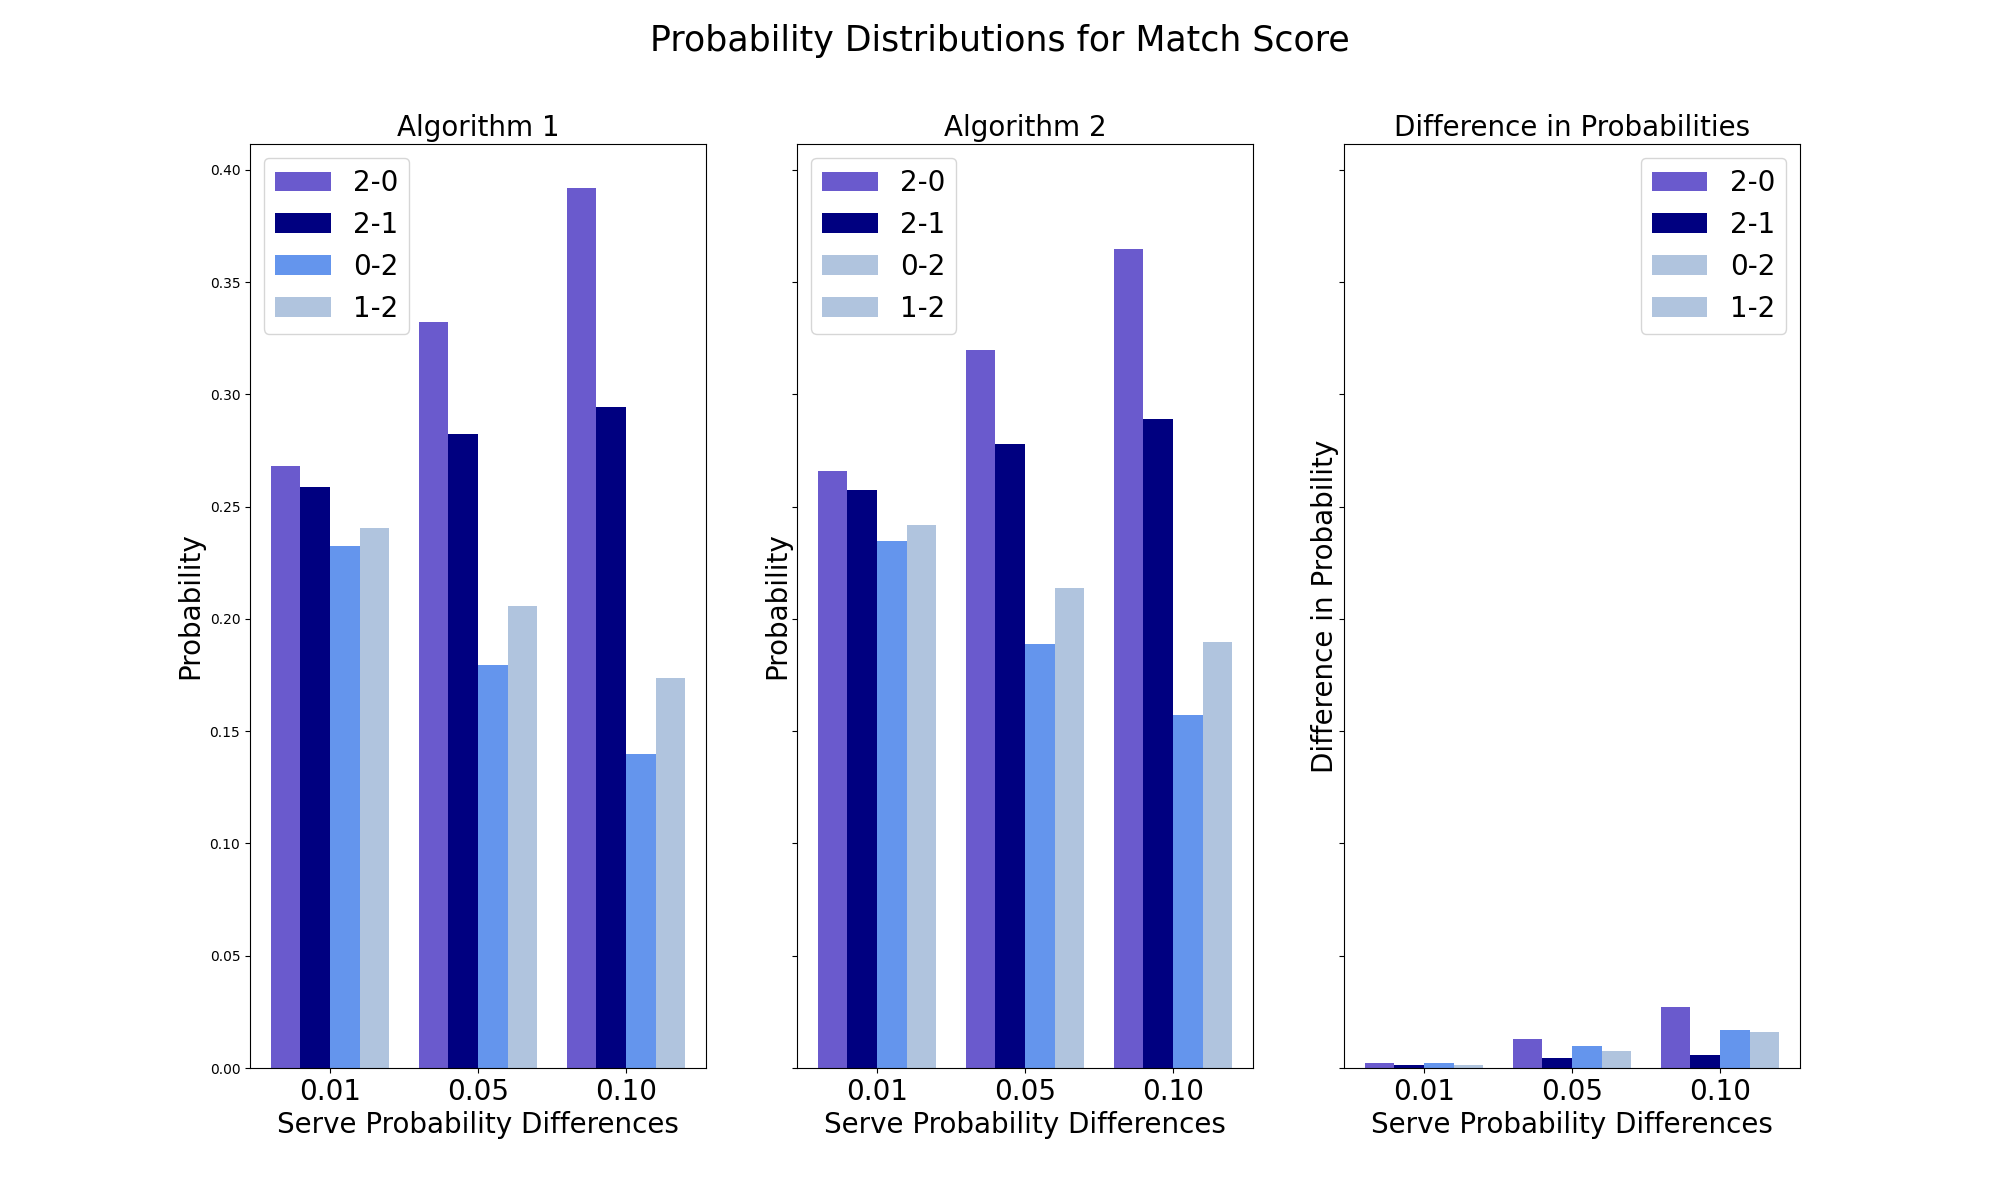 Probability Distributions for Match Score
Algorithm 1
2-0
2-1
0-2
1-2
0.40
0.35
0.30
0.25
0.20
0.15
0.10
0.05
0.00
Probability
0.01 0.05 0.10
Serve Probability Differences
Algorithm 2
2-0
2-1
0-2
1-2
Probability
0.01 0.05 0.10
Serve Probability Differences
Difference in Probabilities
2-0
2-1
0-2
1-2
Difference in Probability
0.01 0.05 0.10
Serve Probability Differences